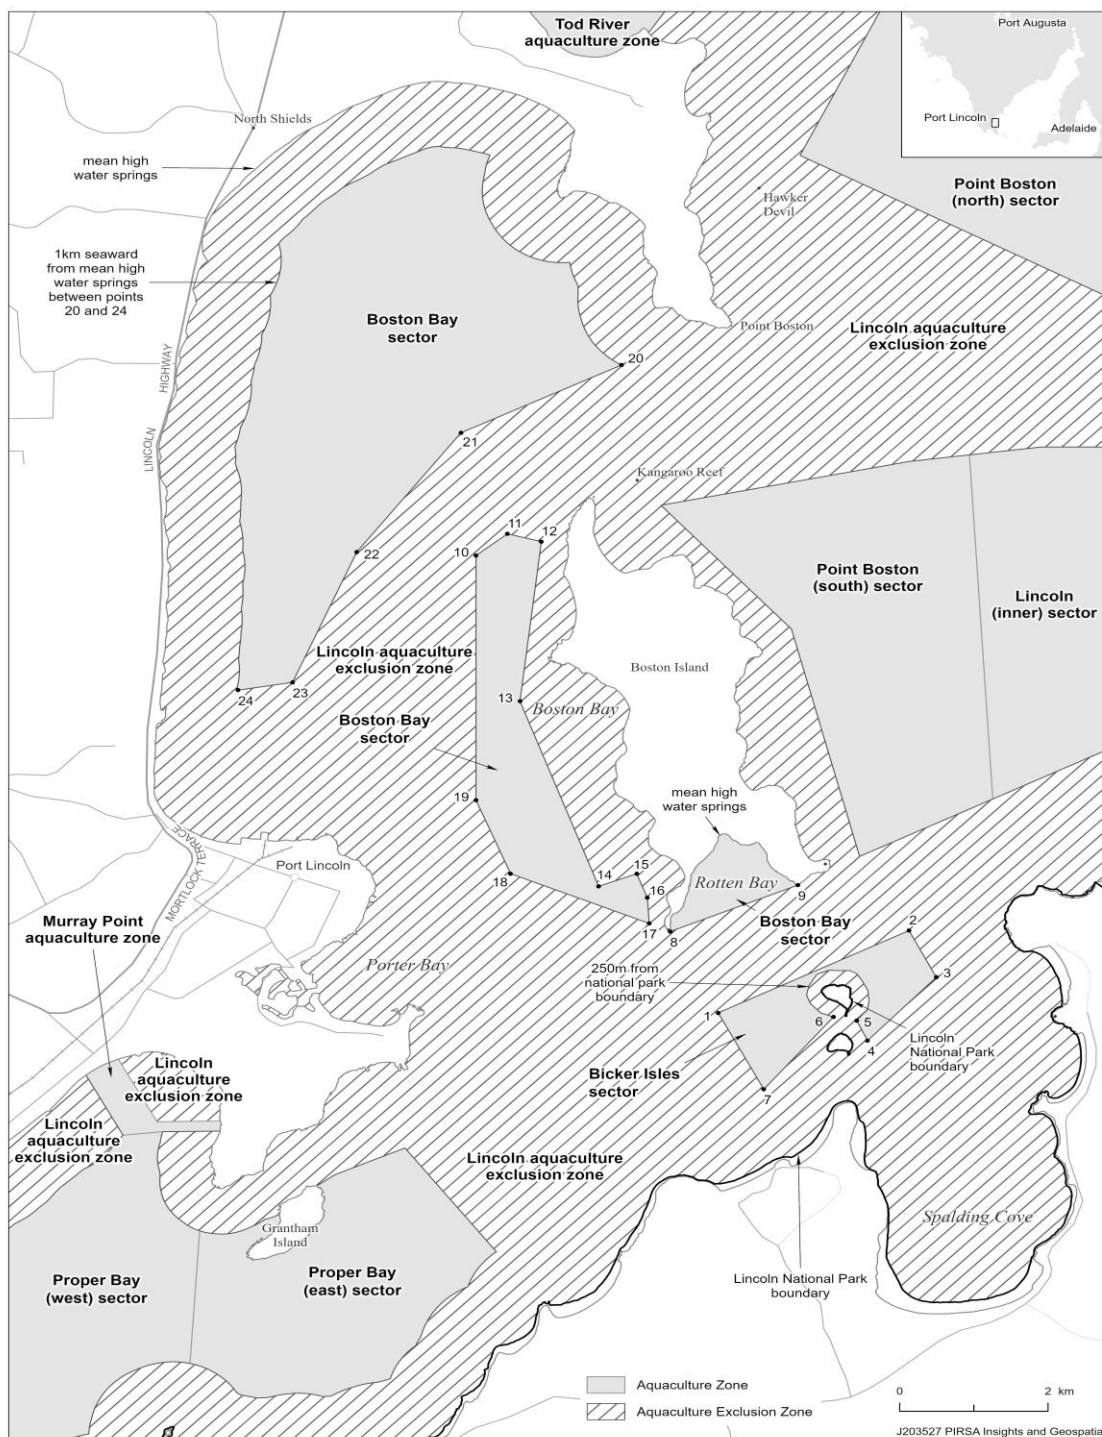 Tod River
aquaculture zone
Port Augusta
Port Lincoln
Adelaide
North Shields
mean high
water springs
Point Boston
(north) sector
Hawker
Devil
1km seaward
from mean high
water springs
between points
20 and 24
Boston Bay
sector
Point Boston
Lincoln aquaculture
exclusion zone
20
LINCOLN
HIGHWAY
21
Kangaroo Reef
11
12
10
22
Point Boston
(south) sector
Lincoln
(inner) sector
Lincoln aquaculture
exclusion zone
Boston Island
23
24
13
Boston Bay
Boston Bay
sector
mean high
water springs
19
MORTLOCK TERRACE
Port Lincoln
18
14
15
16
17
Rotten Bay
9
8
Boston Bay
sector
Murray Point
aquaculture zone
2
Porter Bay
250m from
national park
boundary
3
1
6
5
4
Lincoln
National Park
boundary
Bicker Isles
sector
7
Lincoln
aquaculture
exclusion zone
Lincoln
aquaculture
exclusion zone
Lincoln aquaculture
exclusion zone
Spalding Cove
Grantham
Island
Proper Bay
(west) sector
Proper Bay
(east) sector
Lincoln National Park
boundary
Aquaculture Zone
Aquaculture Exclusion Zone
0
2 km
J203527 PIRSA Insights and Geospatia